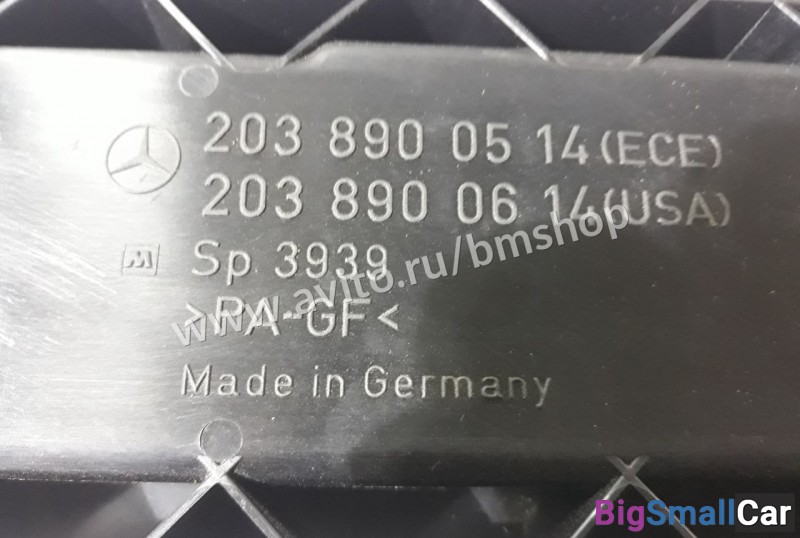 203 890 05 14(ECE)
203 890 06 14(USA)
M Sp 3939
>PA-GF<
Made in Germany
www.avito.ru/bmshop
BigSmallCar